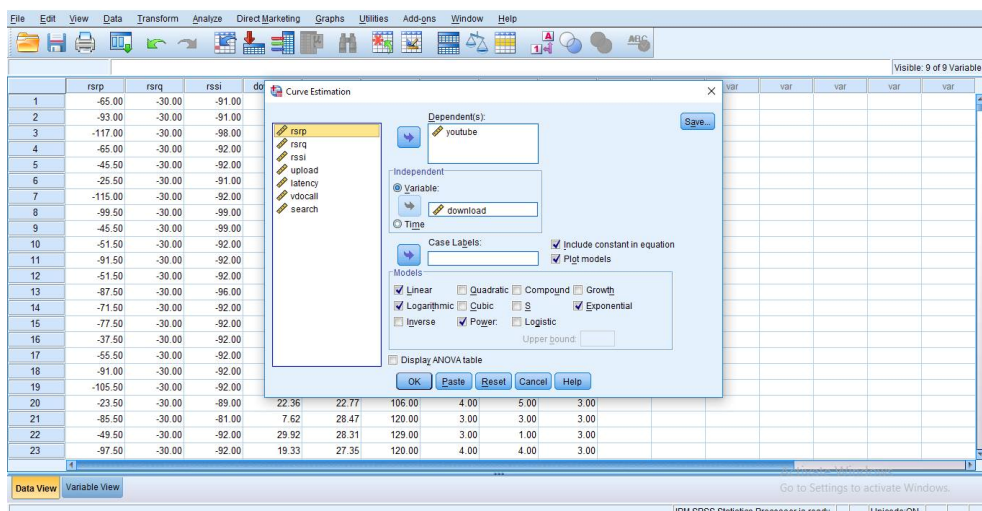 File Edit View Data Transform Analyze Direct Marketing Graphs Utilities Add-ons Window Help
Visible: 9 of 9 Variable
rsrp rsrq rssi do var var var var var
Curve Estimation
1 -65.00 -30.00 -91.00
2 -93.00 -30.00 -91.00
3 -117.00 -30.00 -98.00
4 -65.00 -30.00 -92.00
5 -45.50 -30.00 -92.00
6 -25.50 -30.00 -91.00
7 -115.00 -30.00 -92.00
8 -99.50 -30.00 -99.00
9 -45.50 -30.00 -99.00
10 -51.50 -30.00 -92.00
11 -91.50 -30.00 -92.00
12 -51.50 -30.00 -92.00
13 -87.50 -30.00 -96.00
14 -71.50 -30.00 -92.00
15 -77.50 -30.00 -92.00
16 -37.50 -30.00 -92.00
17 -55.50 -30.00 -92.00
18 -91.00 -30.00 -92.00
19 -105.50 -30.00 -92.00
20 -23.50 -30.00 -89.00 22.36 22.77 106.00 4.00 5.00 3.00
21 -85.50 -30.00 -81.00 7.62 28.47 120.00 3.00 3.00 3.00
22 -49.50 -30.00 -92.00 29.92 28.31 129.00 3.00 1.00 3.00
23 -97.50 -30.00 -92.00 19.33 27.35 120.00 4.00 4.00 3.00
rsrp
rsrq
rssi
upload
latency
vdocall
search
Dependent(s):
youtube
Save...
Independent
Variable:
download
Time
Case Labels:
Include constant in equation
Plot models
Models
Linear Quadratic Compound Growth
Logarithmic Cubic S Exponential
Inverse Power: Logistic
Upper bound:
Display ANOVA table
OK Paste Reset Cancel Help
Data View Variable View
Go to Settings to activate Windows.
IBM SPSS Statistics Processor is ready Unicode:ON